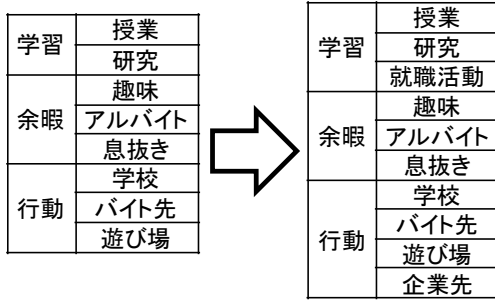 学習
授業
研究
余暇
趣味
アルバイト
息抜き
行動
学校
バイト先
遊び場
学習
授業
研究
就職活動
余暇
趣味
アルバイト
息抜き
行動
学校
バイト先
遊び場
企業先